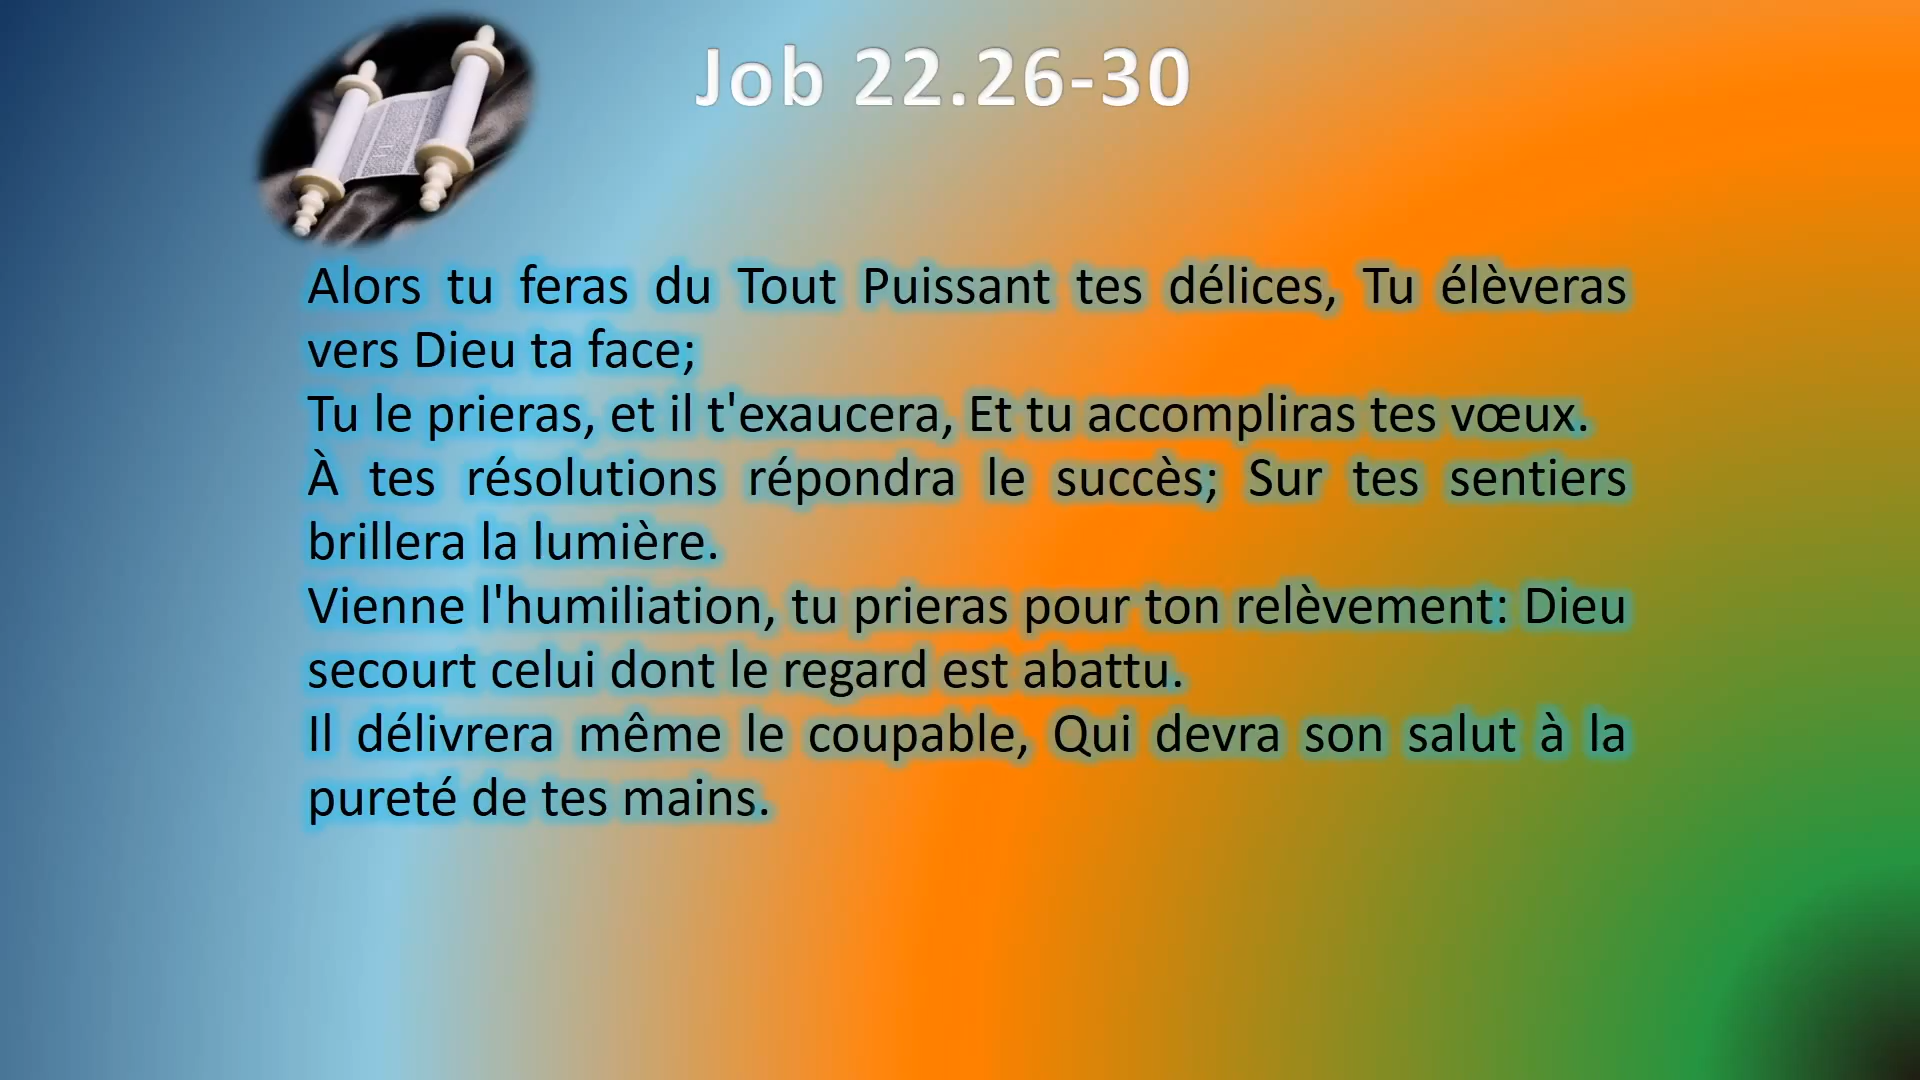 Job 22.26-30
Alors tu feras du Tout Puissant tes délices, Tu élèveras
vers Dieu ta face;
Tu le prieras, et il t'exaucera, Et tu accompliras tes vœux.
À tes résolutions répondra le succès; Sur tes sentiers
brillera la lumière.
Vienne l'humiliation, tu prieras pour ton relèvement: Dieu
secourt celui dont le regard est abattu.
Il délivrera même le coupable, Qui devra son salut à la
pureté de tes mains.